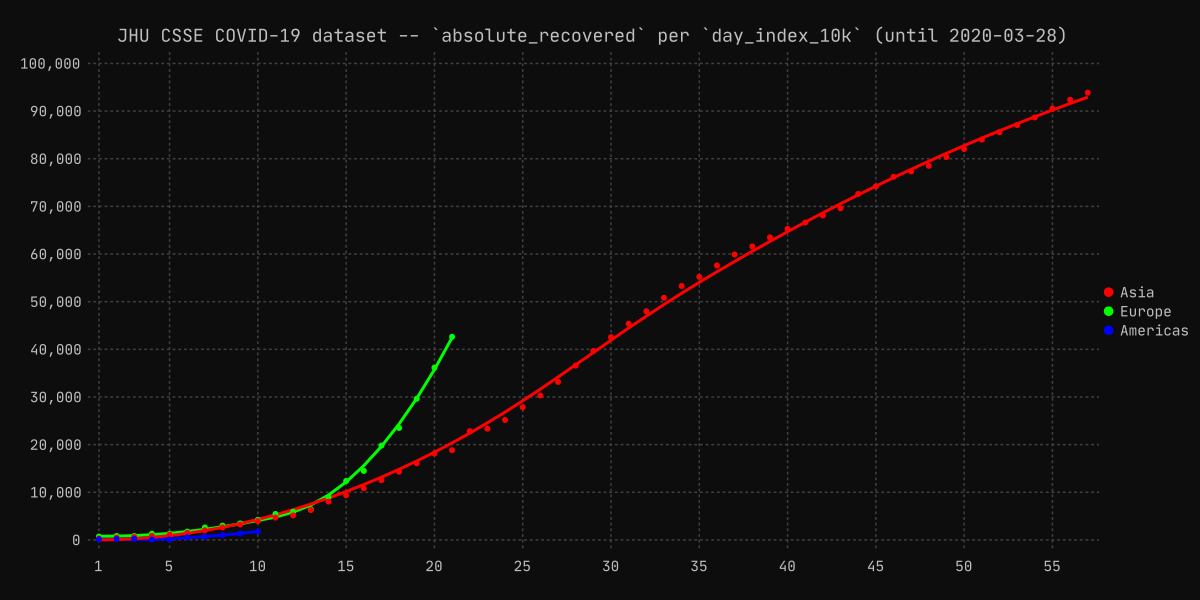 JHU CSSE COVID-19 dataset -- `absolute_recovered` per `day_index_10k` (until 2020-03-28)
100,000
90,000
80,000
70,000
60,000
50,000
40,000
30,000
20,000
10,000
0
1 5 10 15 20 25 30 35 40 45 50 55
Asia
Europe
Americas